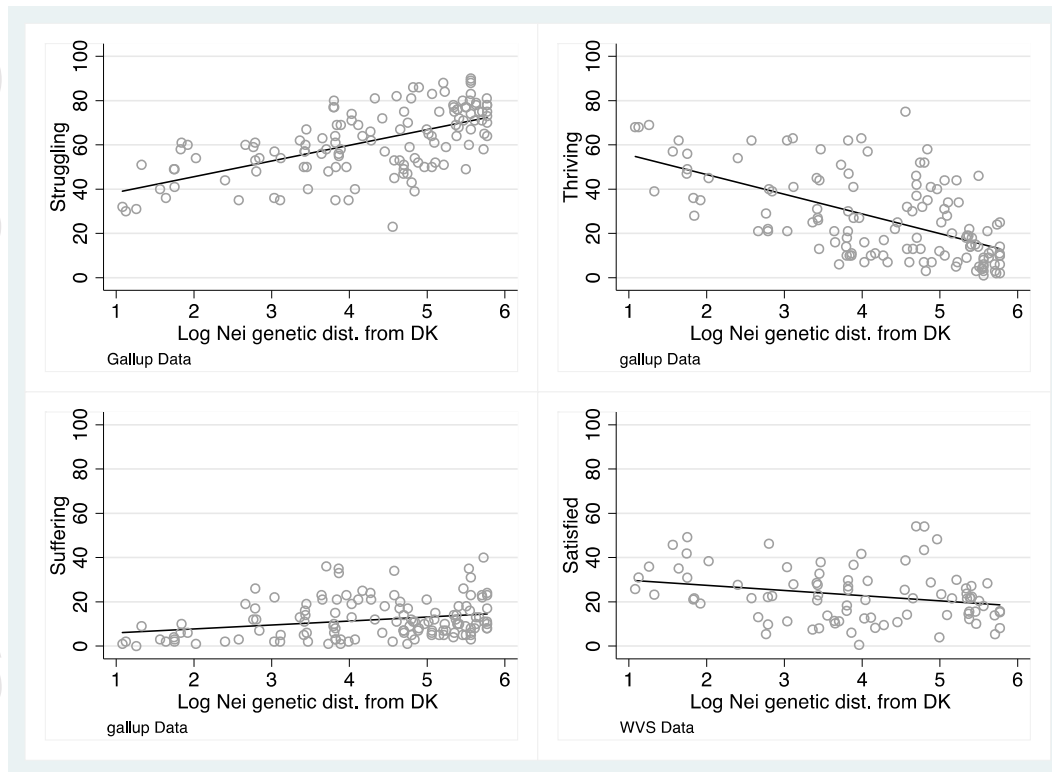 Struggling
0 20 40 60 80 100
1 2 3 4 5 6
Log Nei genetic dist. from DK
Gallup Data
Thriving
0 20 40 60 80 100
1 2 3 4 5 6
Log Nei genetic dist. from DK
gallup Data
Suffering
0 20 40 60 80 100
1 2 3 4 5 6
Log Nei genetic dist. from DK
gallup Data
Satisfied
0 20 40 60 80 100
1 2 3 4 5 6
Log Nei genetic dist. from DK
WVS Data